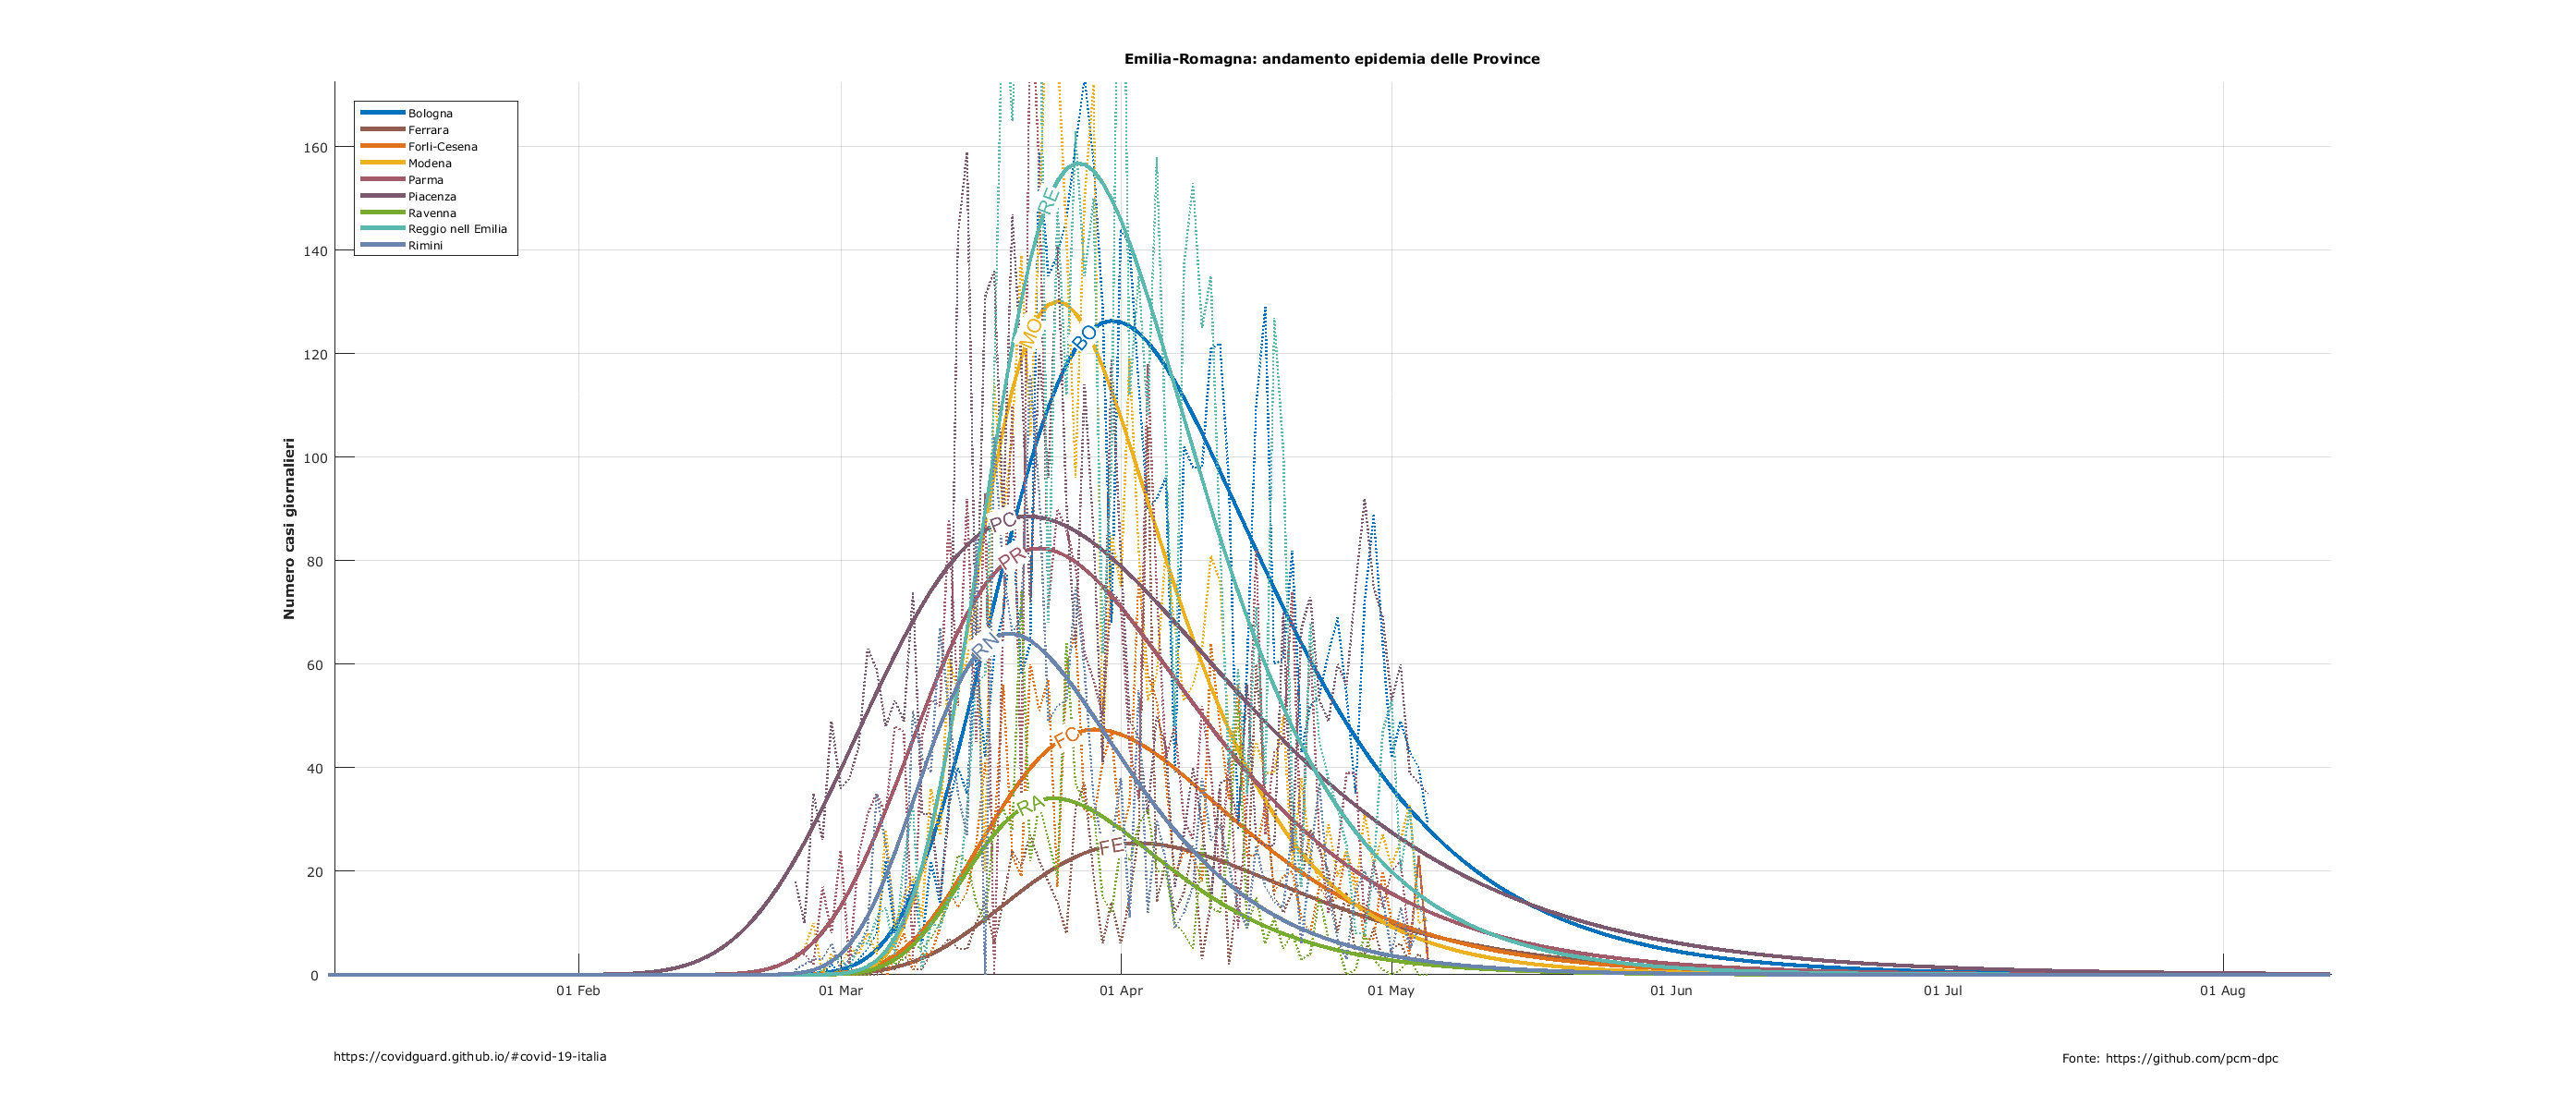 Emilia-Romagna: andamento epidemia delle Province
Bologna
Ferrara
Forli-Cesena
Modena
Parma
Piacenza
Ravenna
Reggio nell Emilia
Rimini
Numero casi giornalieri
160
140
120
100
80
60
40
20
0
RE
MO
BO
PC
PR
RN
FC
RA
FE
01 Feb
01 Mar
01 Apr
01 May
01 Jun
01 Jul
01 Aug
https://covidguard.github.io/#covid-19-italia
Fonte: https://github.com/pcm-dpc